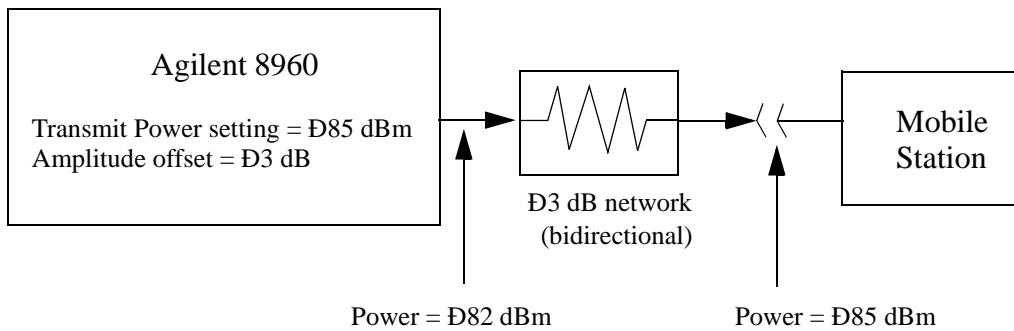 Agilent 8960
Transmit Power setting = Ð85 dBm
Amplitude offset = Ð3 dB
Mobile
Station
Ð3 dB network
(bidirectional)
Power = Ð82 dBm
Power = Ð85 dBm